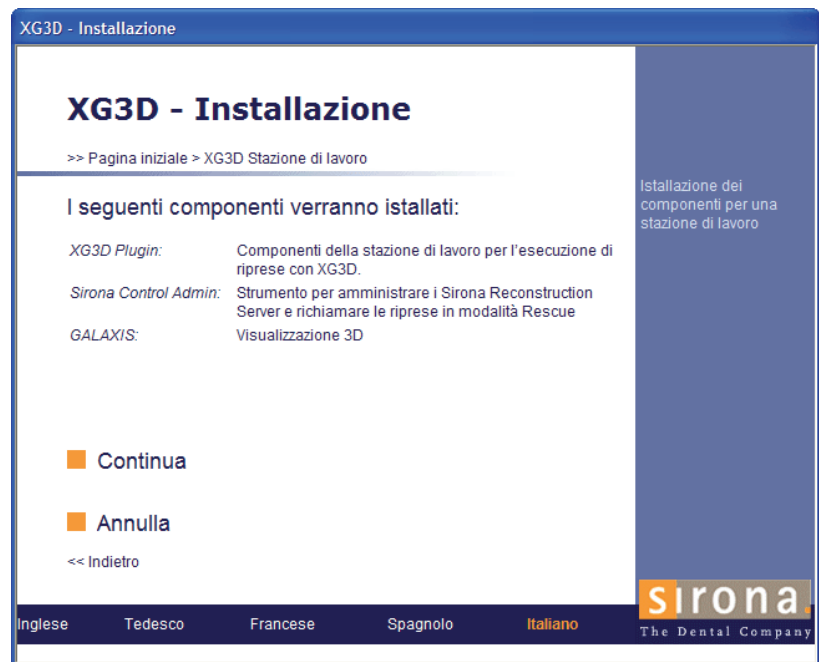 XG3D - Installazione
XG3D - Installazione
>> Pagina iniziale > XG3D Stazione di lavoro
I seguenti componenti verranno istallati:
XG3D Plugin: Componenti della stazione di lavoro per l'esecuzione di
riprese con XG3D.
Sirona Control Admin: Strumento per amministrare i Sirona Reconstruction
Server e richiamare le riprese in modalità Rescue
GALAXIS: Visualizzazione 3D
Istallazione dei
componenti per una
stazione di lavoro
Continua
Annulla
<< Indietro
Inglese Tedesco Francese Spagnolo Italiano
sirona.
The Dental Company